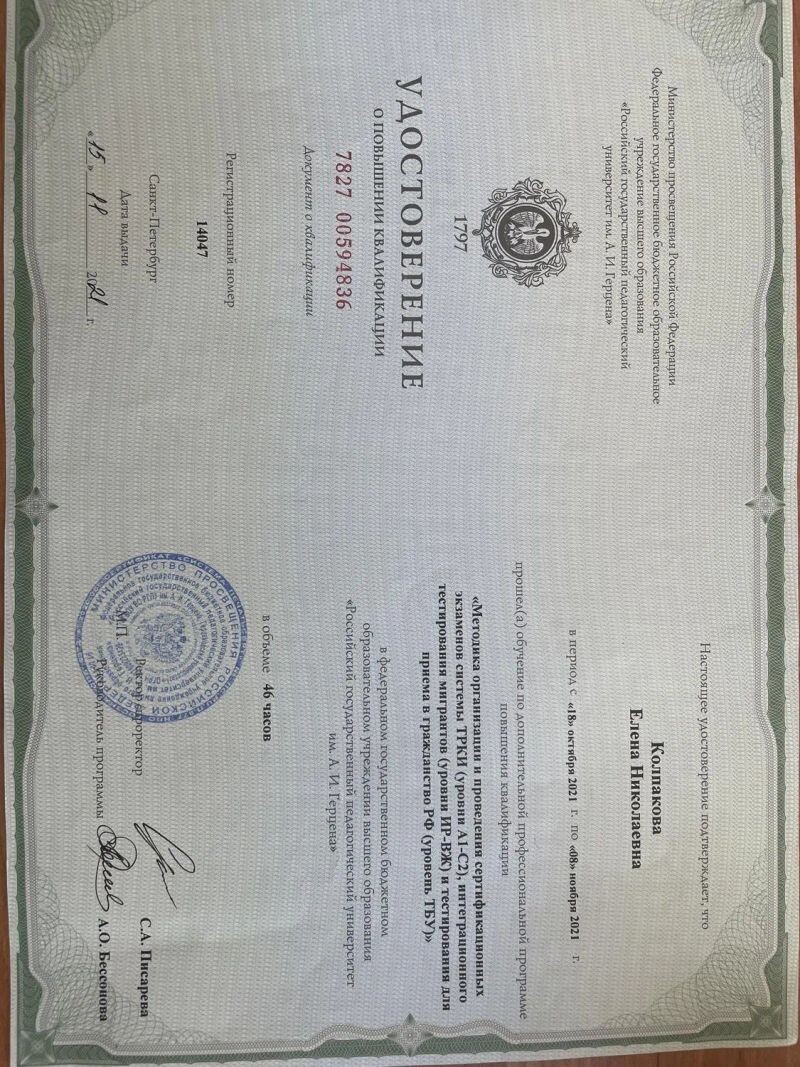 Министерство просвещения Российской Федерации
Федеральное государственное бюджетное образовательное
учреждение высшего образования
«Российский государственный педагогический
университет им. А. И Герцена»
1797
УДОСТОВЕРЕНИЕ
О ПОВЫШЕНИИ КВАЛИФИКАЦИИ
7827 00594836
Документ о квалификации
Регистрационный номер
14047
Санкт-Петербург
Дата выдачи
«15» 11 2021 г.
Настоящее удостоверение подтверждает, что
Колпакова
Елена Николаевна
в период с «18» октября 2021 г. по «08» ноября 2021 г.
прошел(а) обучение по дополнительной профессиональной программе
повышения квалификации
«Методика организации и проведения сертификационных
экзаменов системы ТРКИ (уровни А1-С2), интеграционного
тестирования мигрантов (уровни ИР-ВЖ) и тестирования для
приема в гражданство РФ (уровень ТБУ)»
в федеральном государственном бюджетном
образовательном учреждении высшего образования
«Российский государственный педагогический университет
им. А. И. Герцена»
в объеме 46 часов
МИНИСТЕРСТВО ПРОСВЕЩЕНИЯ РОССИЙСКОЙ
М.П.
Ректор/проректор С.А. Писарева
Руководитель программы А.О. Бессонова